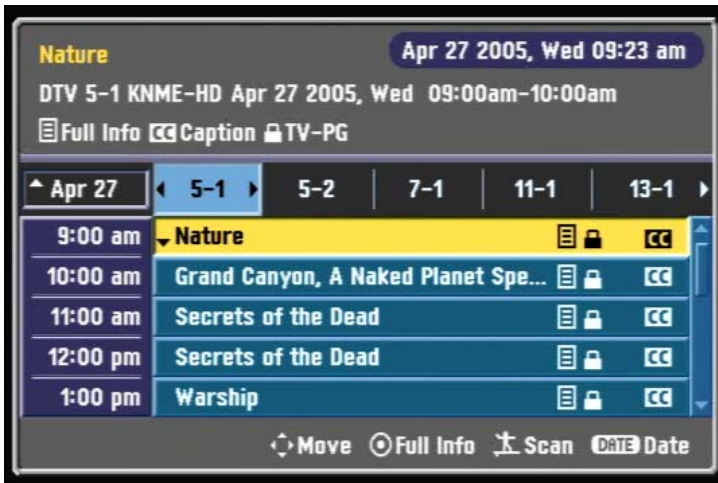 Nature Apr 27 2005, Wed 09:23 am
DTV 5-1 KNME-HD Apr 27 2005, Wed 09:00am-10:00am
Full Info CC Caption TV-PG
Apr 27 5-1 5-2 7-1 11-1 13-1
9:00 am Nature CC
10:00 am Grand Canyon, A Naked Planet Spe... CC
11:00 am Secrets of the Dead CC
12:00 pm Secrets of the Dead CC
1:00 pm Warship CC
Move Full Info Scan DATE Date